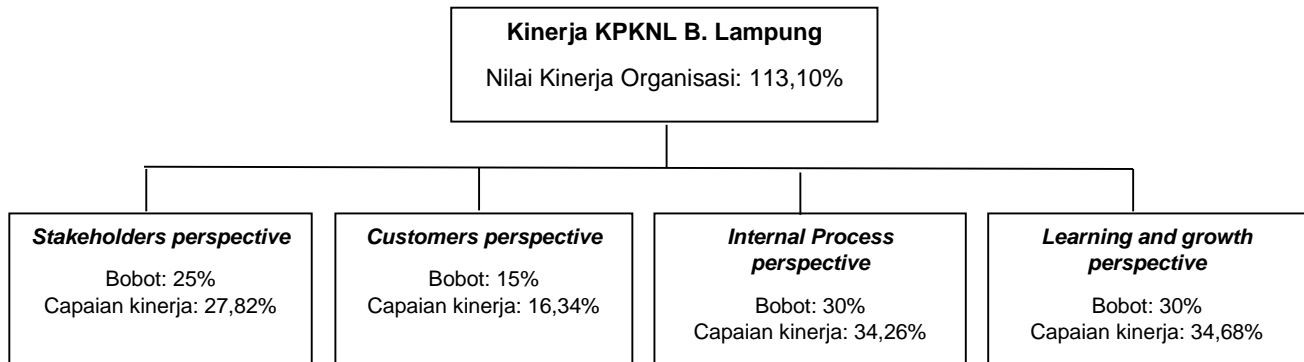 Kinerja KPKNL B. Lampung
Nilai Kinerja Organisasi: 113,10%
Stakeholders perspective
Bobot: 25%
Capaian kinerja: 27,82%
Customers perspective
Bobot: 15%
Capaian kinerja: 16,34%
Internal Process
perspective
Bobot: 30%
Capaian kinerja: 34,26%
Learning and growth
perspective
Bobot: 30%
Capaian kinerja: 34,68%